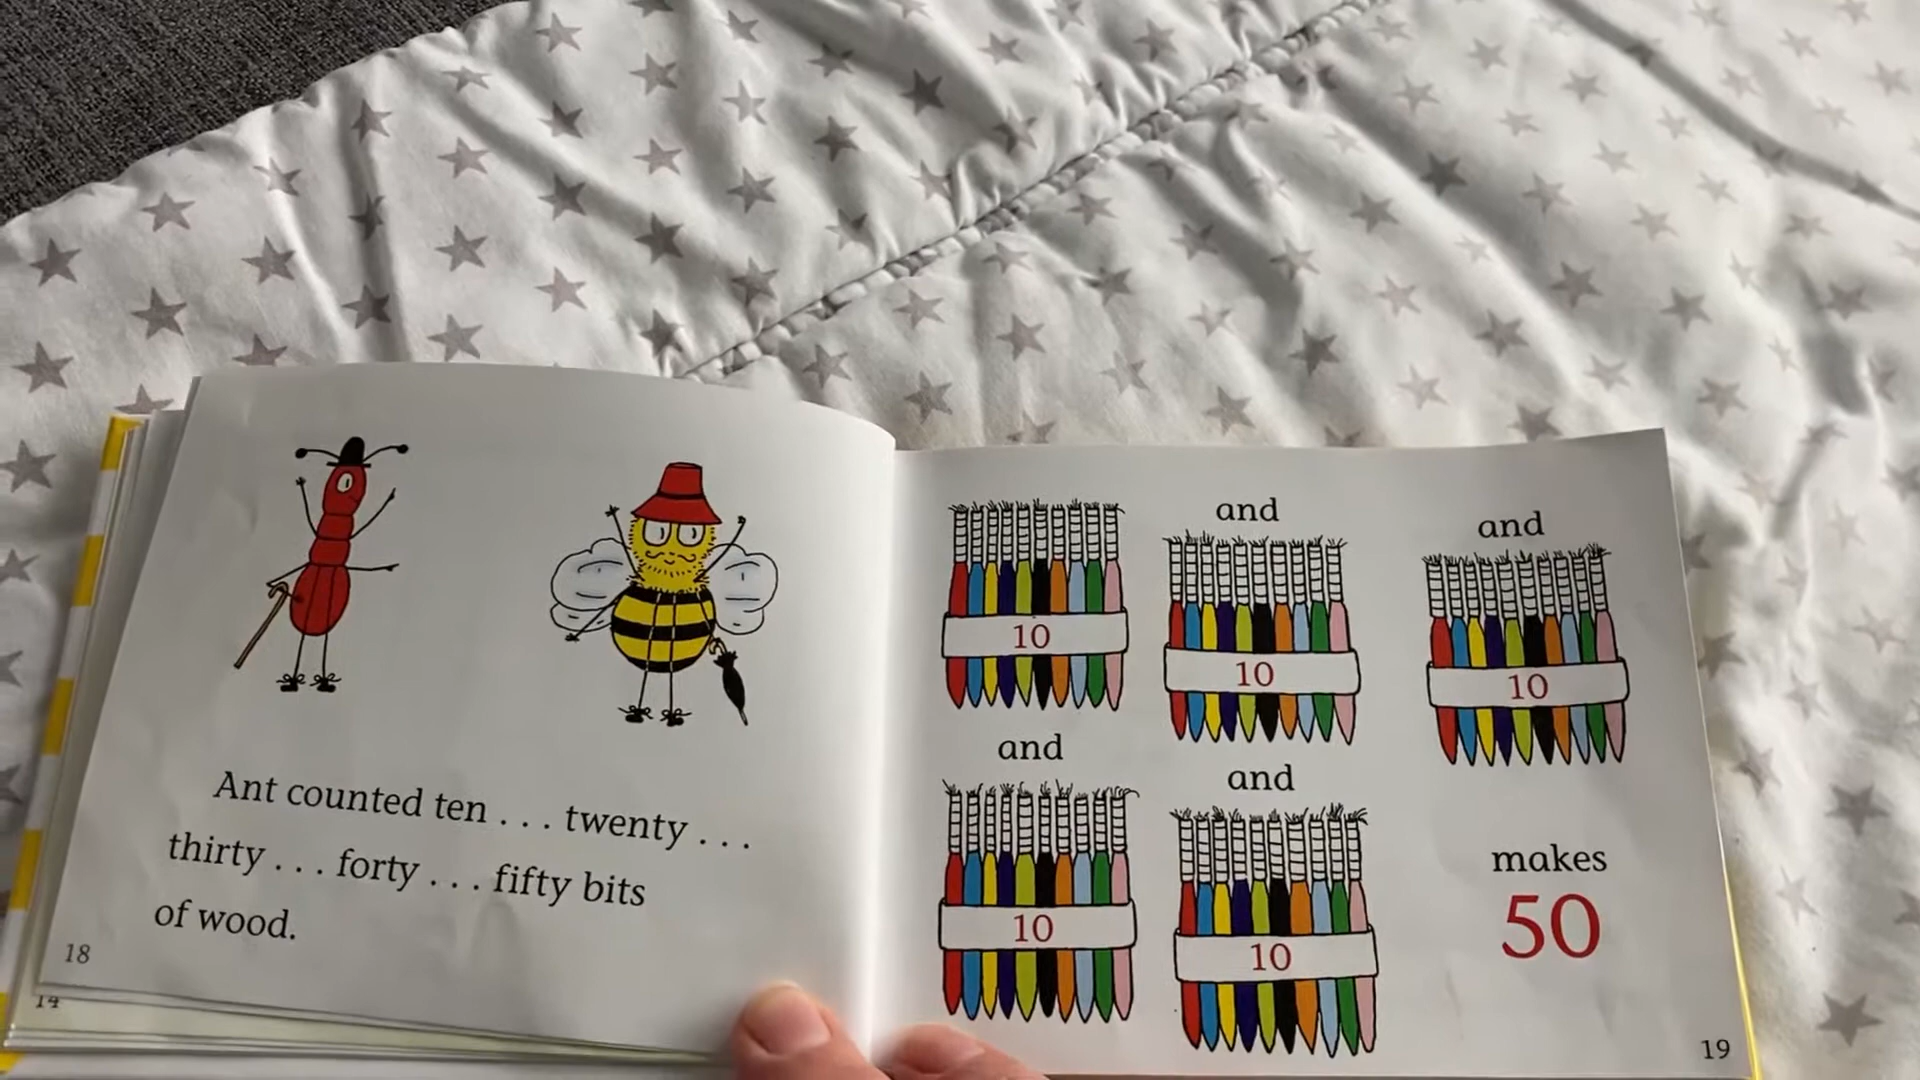 Ant counted ten . . . twenty . . .
thirty . . . forty . . . fifty bits
of wood.
18
14
10
and
10
and
10
and
10
and
10
makes
50
19